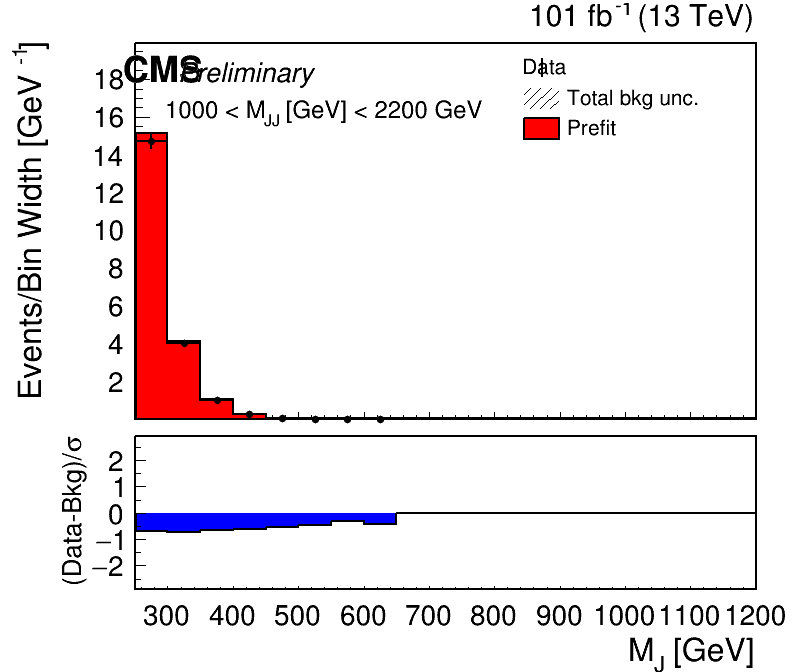 101 fb-1 (13 TeV)
CMS Preliminary
1000 < MJJ [GeV] < 2200 GeV
Data
Total bkg unc.
Prefit
Events/Bin Width [GeV-1]
18
16
14
12
10
8
6
4
2
(Data-Bkg)/σ
2
1
0
−1
−2
300 400 500 600 700 800 900 1000 1100 1200
MJ [GeV]